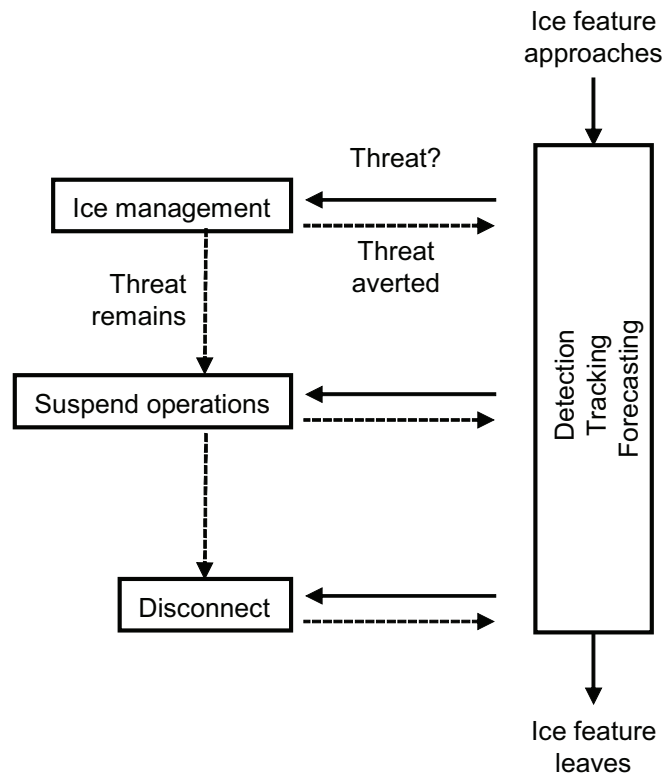 Ice feature
approaches
Threat?
Ice management
Threat
averted
Threat
remains
Detection
Tracking
Forecasting
Suspend operations
Disconnect
Ice feature
leaves